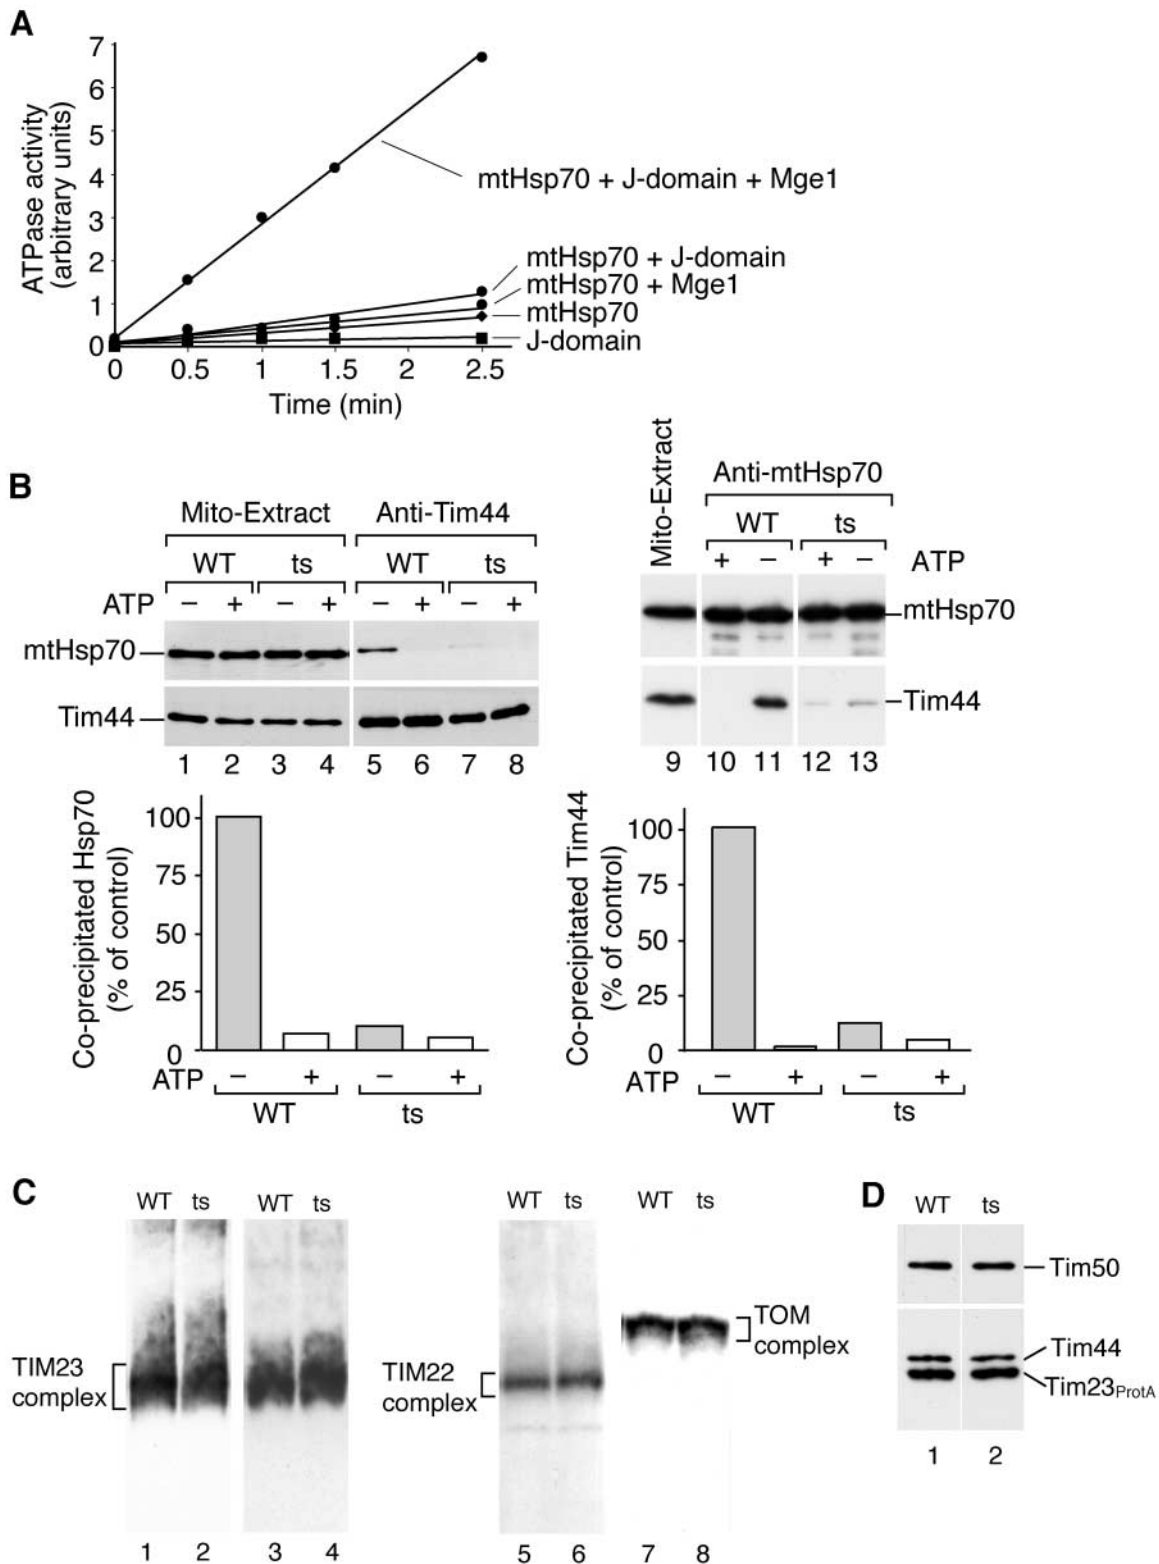 A
7
6
5
4
3
2
1
0
ATPase activity
(arbitrary units)
mtHsp70 + J-domain + Mge1
mtHsp70 + J-domain
mtHsp70 + Mge1
mtHsp70
J-domain
0 0.5 1 1.5 2 2.5
Time (min)
B
Mito-Extract Anti-Tim44
WT ts WT ts
ATP − + − + − + − +
mtHsp70
Tim44
1 2 3 4 5 6 7 8
Mito-Extract
Anti-mtHsp70
WT ts
+ − + − ATP
mtHsp70
Tim44
9 10 11 12 13
Co-precipitated Hsp70
(% of control)
100
75
50
25
0
ATP − + − +
WT ts
Co-precipitated Tim44
(% of control)
100
75
50
25
0
ATP − + − +
WT ts
C
WT ts WT ts
TIM23
complex
1 2 3 4
WT ts WT ts
TIM22
complex
TOM
complex
5 6 7 8
D
WT ts
Tim50
Tim44
Tim23ProtA
1 2